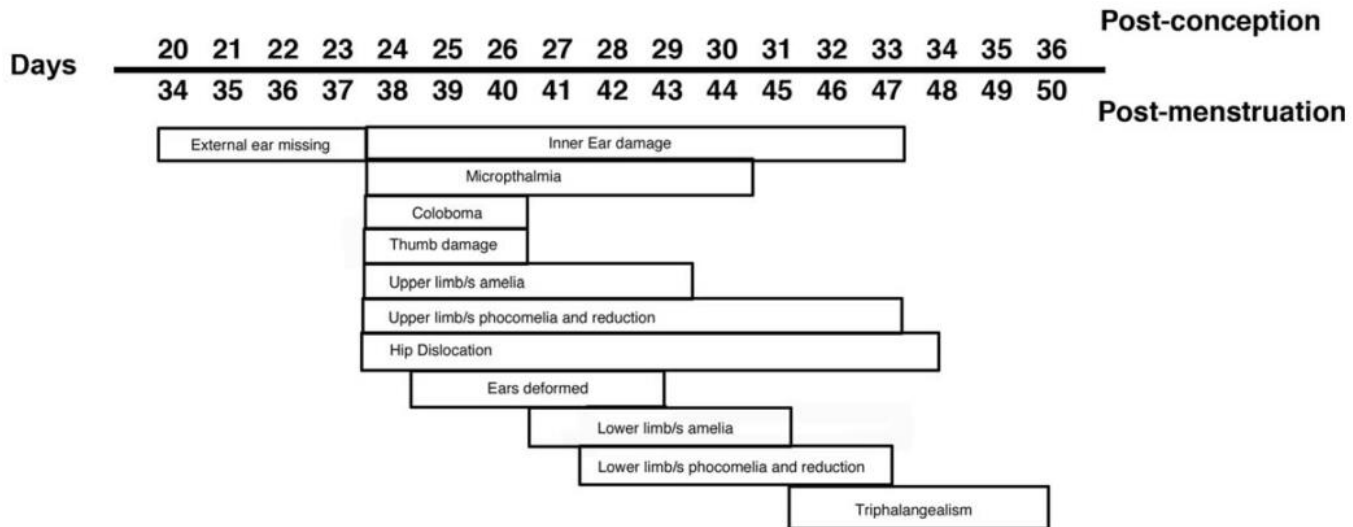 Post-conception
Days
20 21 22 23 24 25 26 27 28 29 30 31 32 33 34 35 36
34 35 36 37 38 39 40 41 42 43 44 45 46 47 48 49 50
Post-menstruation
External ear missing Inner Ear damage
Micropthalmia
Coloboma
Thumb damage
Upper limb/s amelia
Upper limb/s phocomelia and reduction
Hip Dislocation
Ears deformed
Lower limb/s amelia
Lower limb/s phocomelia and reduction
Triphalangealism